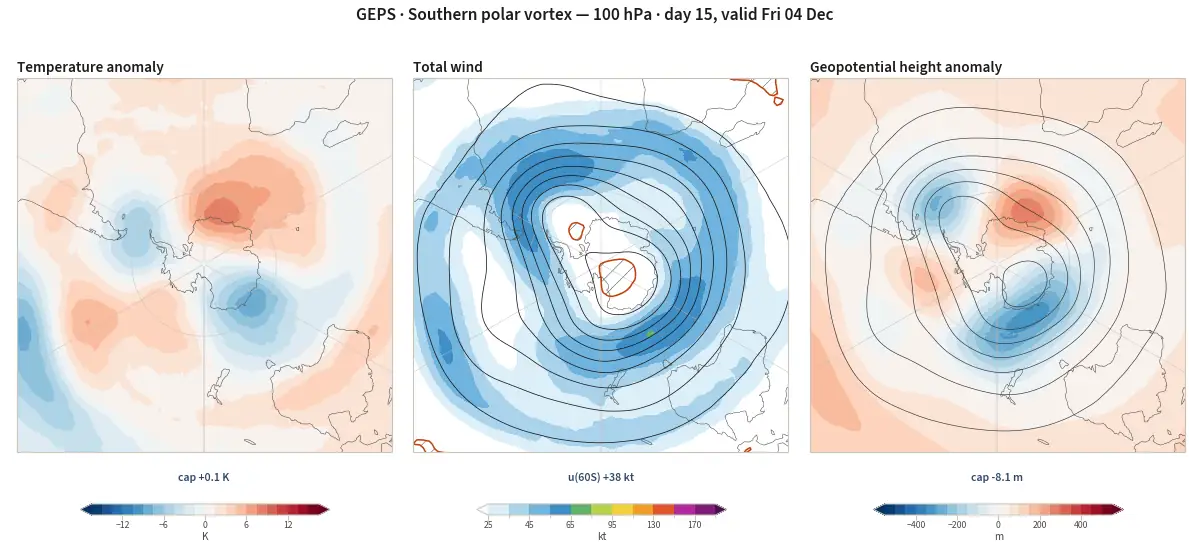 GEPS · Southern polar vortex — 100 hPa · day 15, valid Fri 04 Dec
Temperature anomaly
Total wind
Geopotential height anomaly
cap +0.1 K
u(60S) +38 kt
cap -8.1 m
−12 −6 0 6 12
K
25 45 65 95 130 170
kt
−400 −200 0 200 400
m